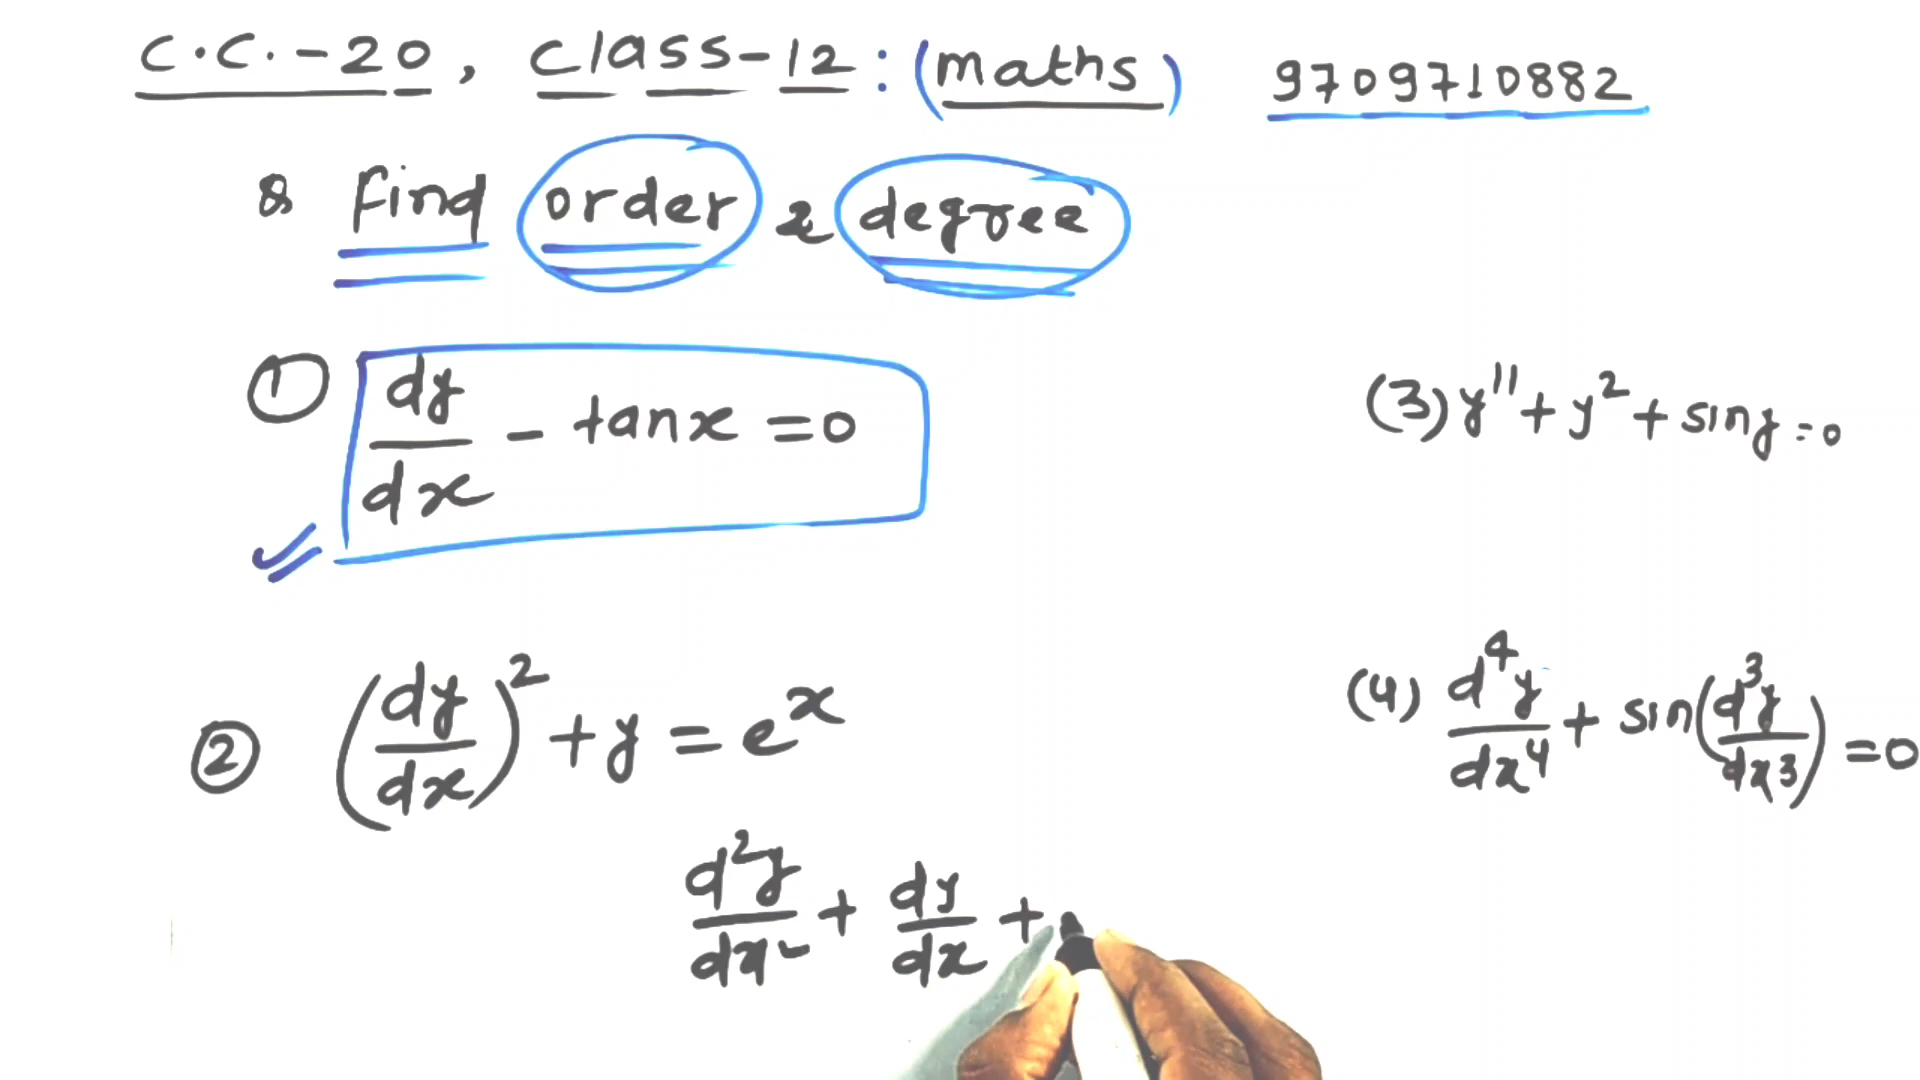 C.C.-20, Class-12: (maths) 9709710882
Q Find order & degree
① dy/dx - tanx = 0
(3) y'' + y² + siny = 0
② (dy/dx)² + y = eˣ
(4) d⁴y/dx⁴ + sin(d³y/dx³) = 0
d²y/dx² + dy/dx +